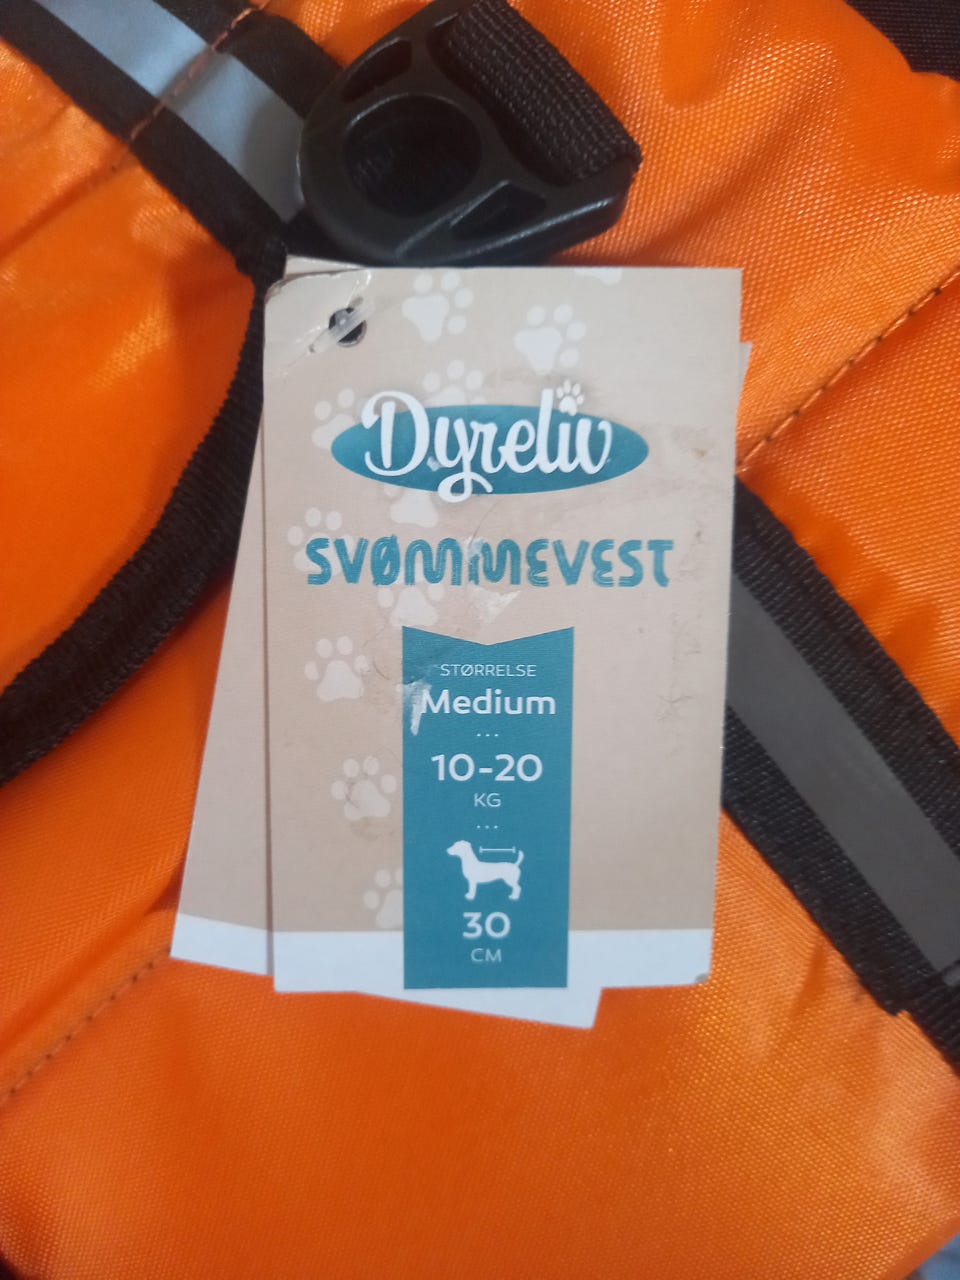 Dyreliv
SVØMMEVEST
STØRRELSE
Medium
10-20
KG
30
CM